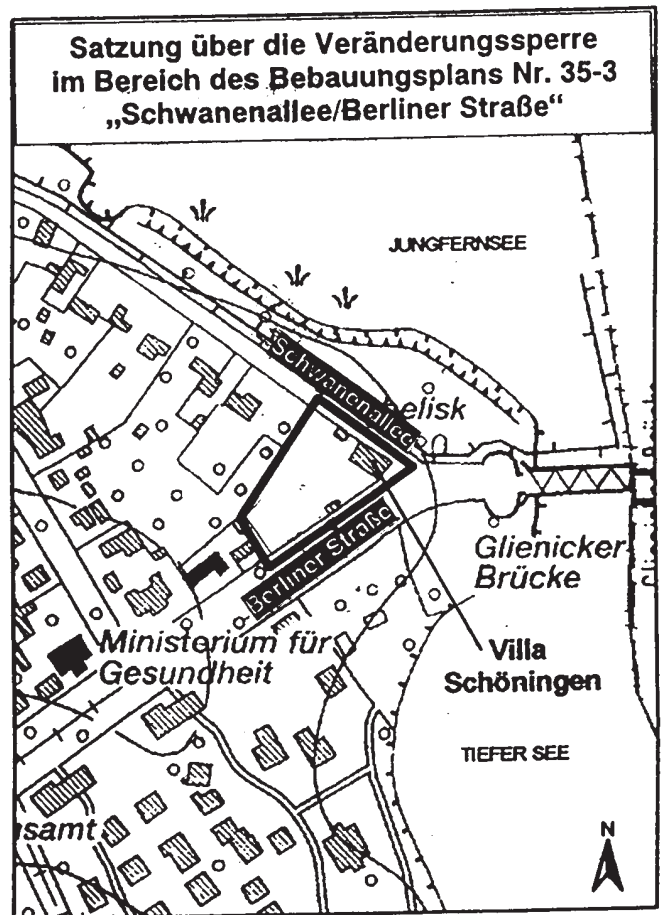 Satzung über die Veränderungssperre
im Bereich des Bebauungsplans Nr. 35-3
„Schwanenallee/Berliner Straße“
JUNGFERNSEE
Schwanenallee
elisk
Glienicker
Brücke
Berliner Straße
Ministerium für
Gesundheit
Villa
Schöningen
TIEFER SEE
samt
N